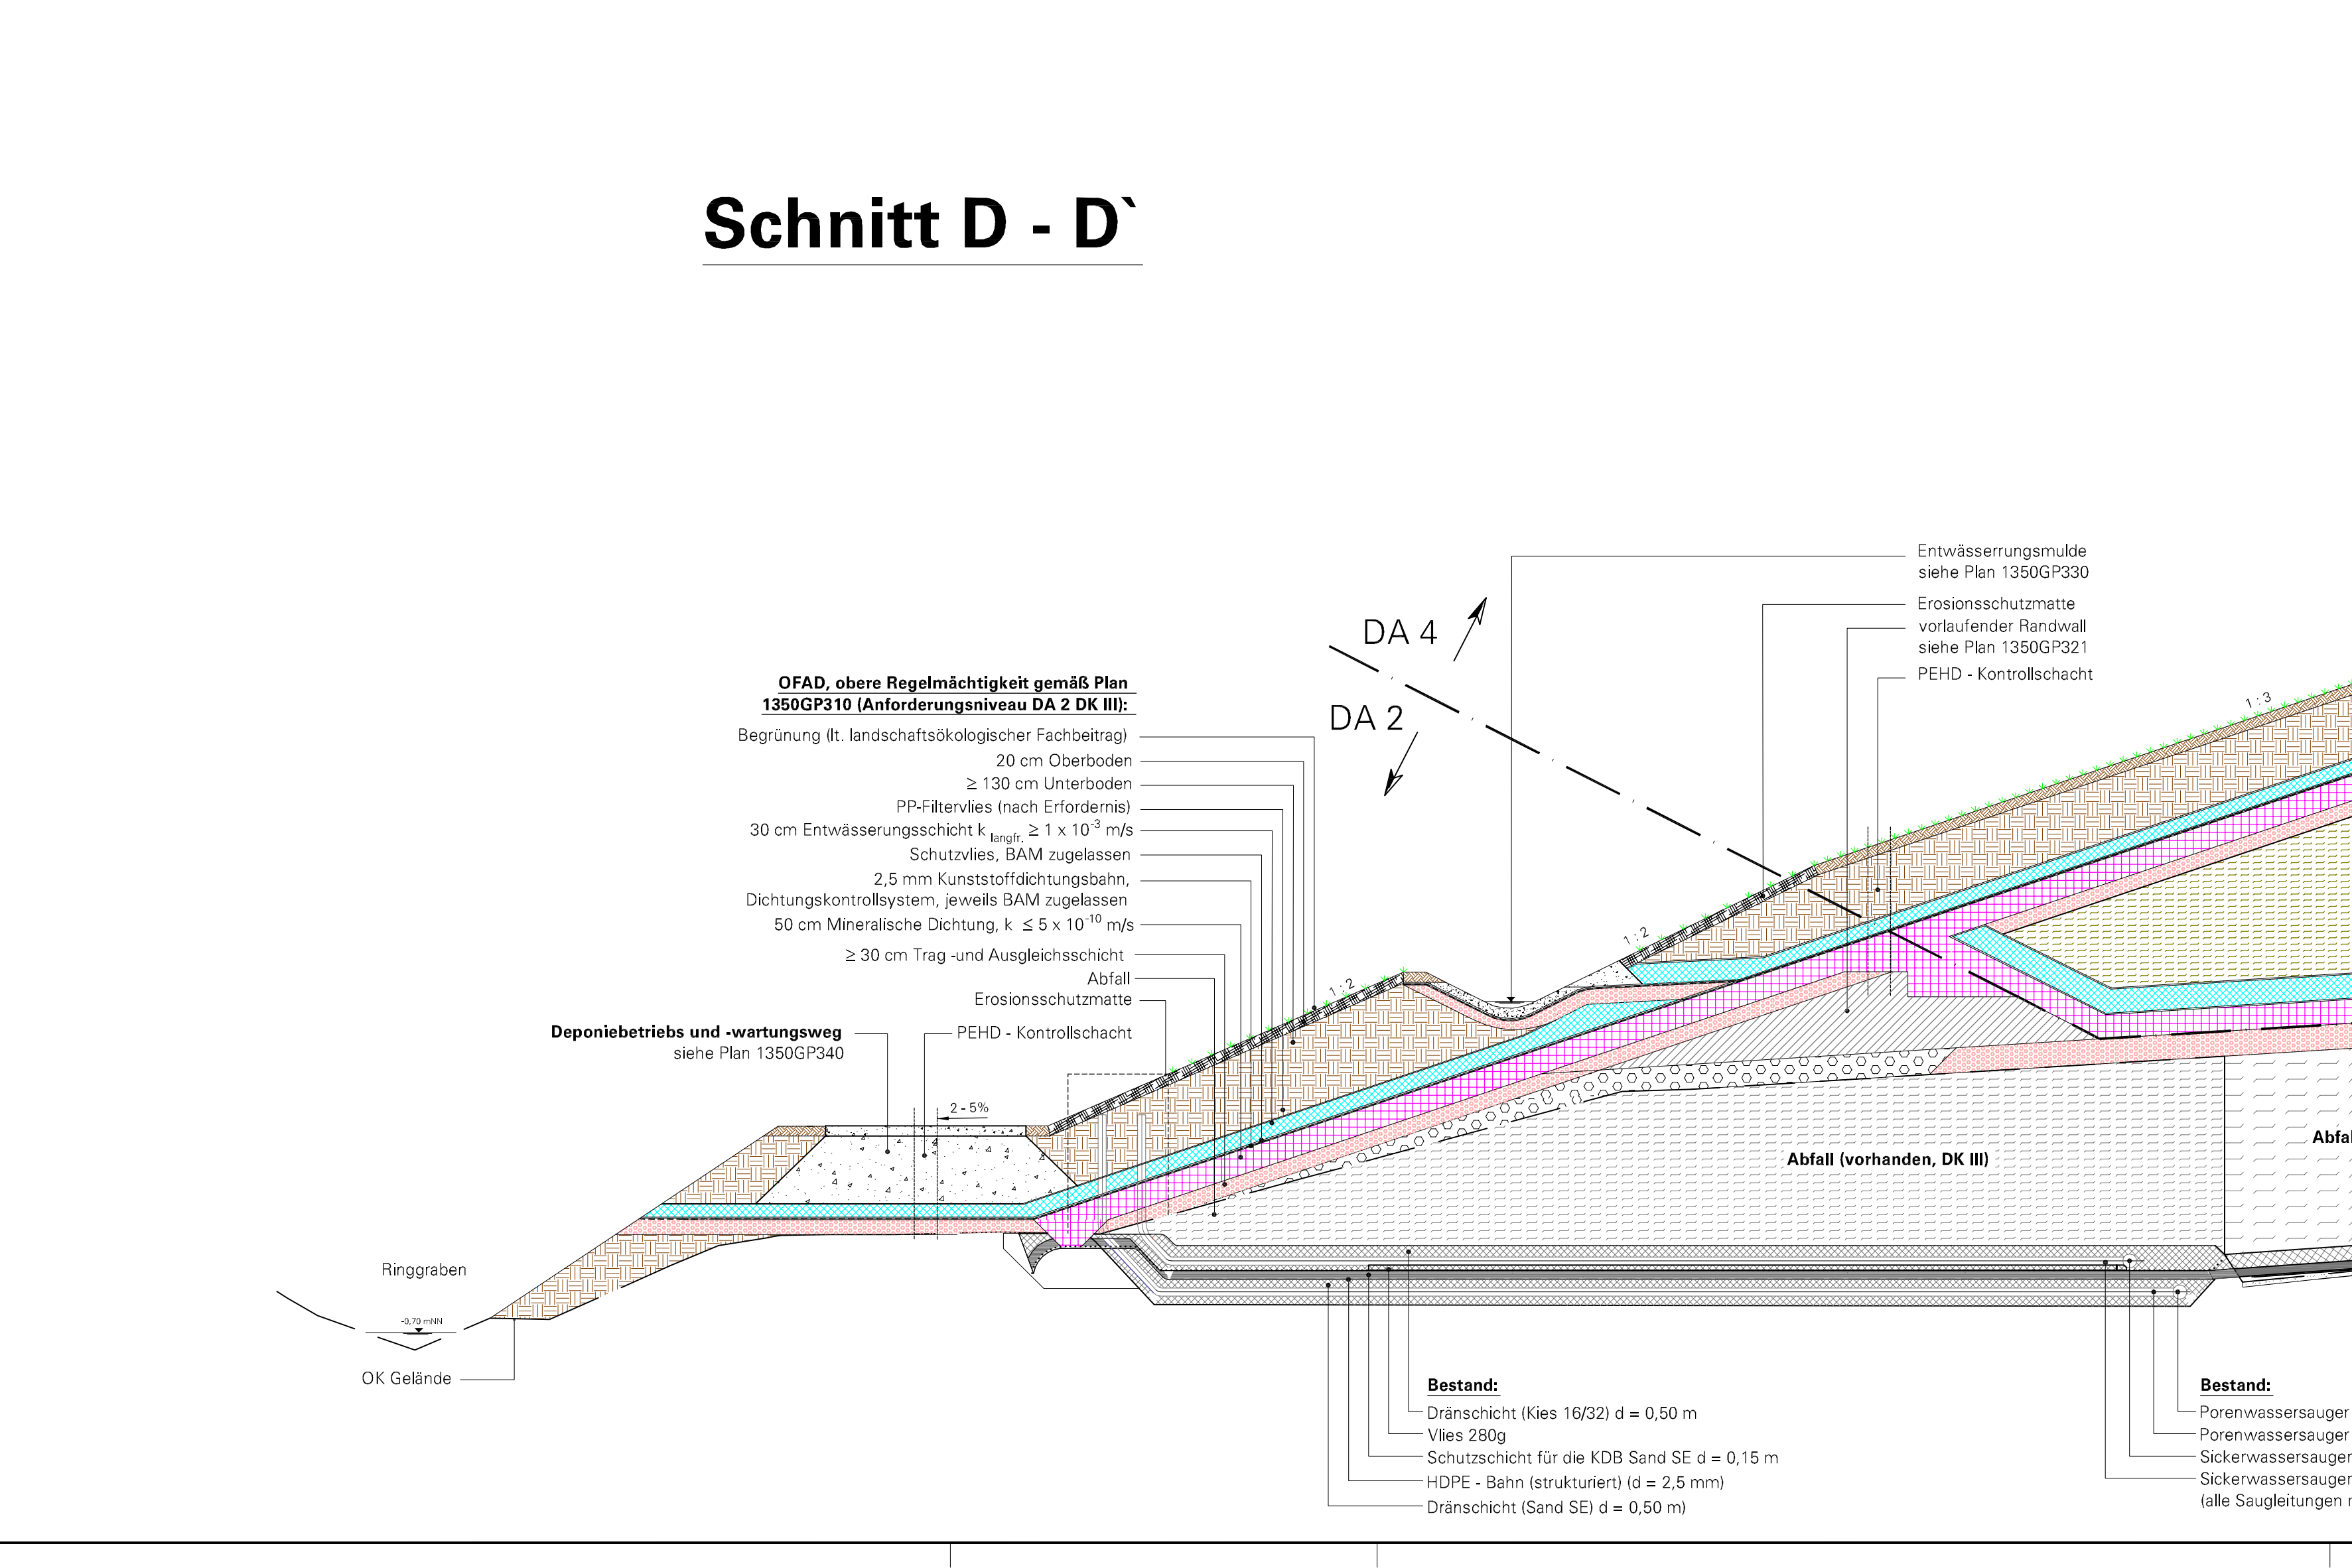 Schnitt D - D`
Entwässerrungsmulde
siehe Plan 1350GP330
Erosionsschutzmatte
vorlaufender Randwall
siehe Plan 1350GP321
PEHD - Kontrollschacht
DA 4
DA 2
1 : 3
1 : 2
1 : 2
OFAD, obere Regelmächtigkeit gemäß Plan
1350GP310 (Anforderungsniveau DA 2 DK III):
Begrünung (lt. landschaftsökologischer Fachbeitrag)
20 cm Oberboden
≥ 130 cm Unterboden
PP-Filtervlies (nach Erfordernis)
30 cm Entwässerungsschicht k langfr. ≥ 1 x 10-3 m/s
Schutzvlies, BAM zugelassen
2,5 mm Kunststoffdichtungsbahn,
Dichtungskontrollsystem, jeweils BAM zugelassen
50 cm Mineralische Dichtung, k ≤ 5 x 10-10 m/s
≥ 30 cm Trag -und Ausgleichsschicht
Abfall
Erosionsschutzmatte
Deponiebetriebs und -wartungsweg
siehe Plan 1350GP340
PEHD - Kontrollschacht
2 - 5%
Abfall (vorhanden, DK III)
Abfal
Ringgraben
-0,70 mNN
OK Gelände
Bestand:
Dränschicht (Kies 16/32) d = 0,50 m
Vlies 280g
Schutzschicht für die KDB Sand SE d = 0,15 m
HDPE - Bahn (strukturiert) (d = 2,5 mm)
Dränschicht (Sand SE) d = 0,50 m)
Bestand:
Porenwassersauger
Porenwassersauger
Sickerwassersauger
Sickerwassersauger
(alle Saugleitungen